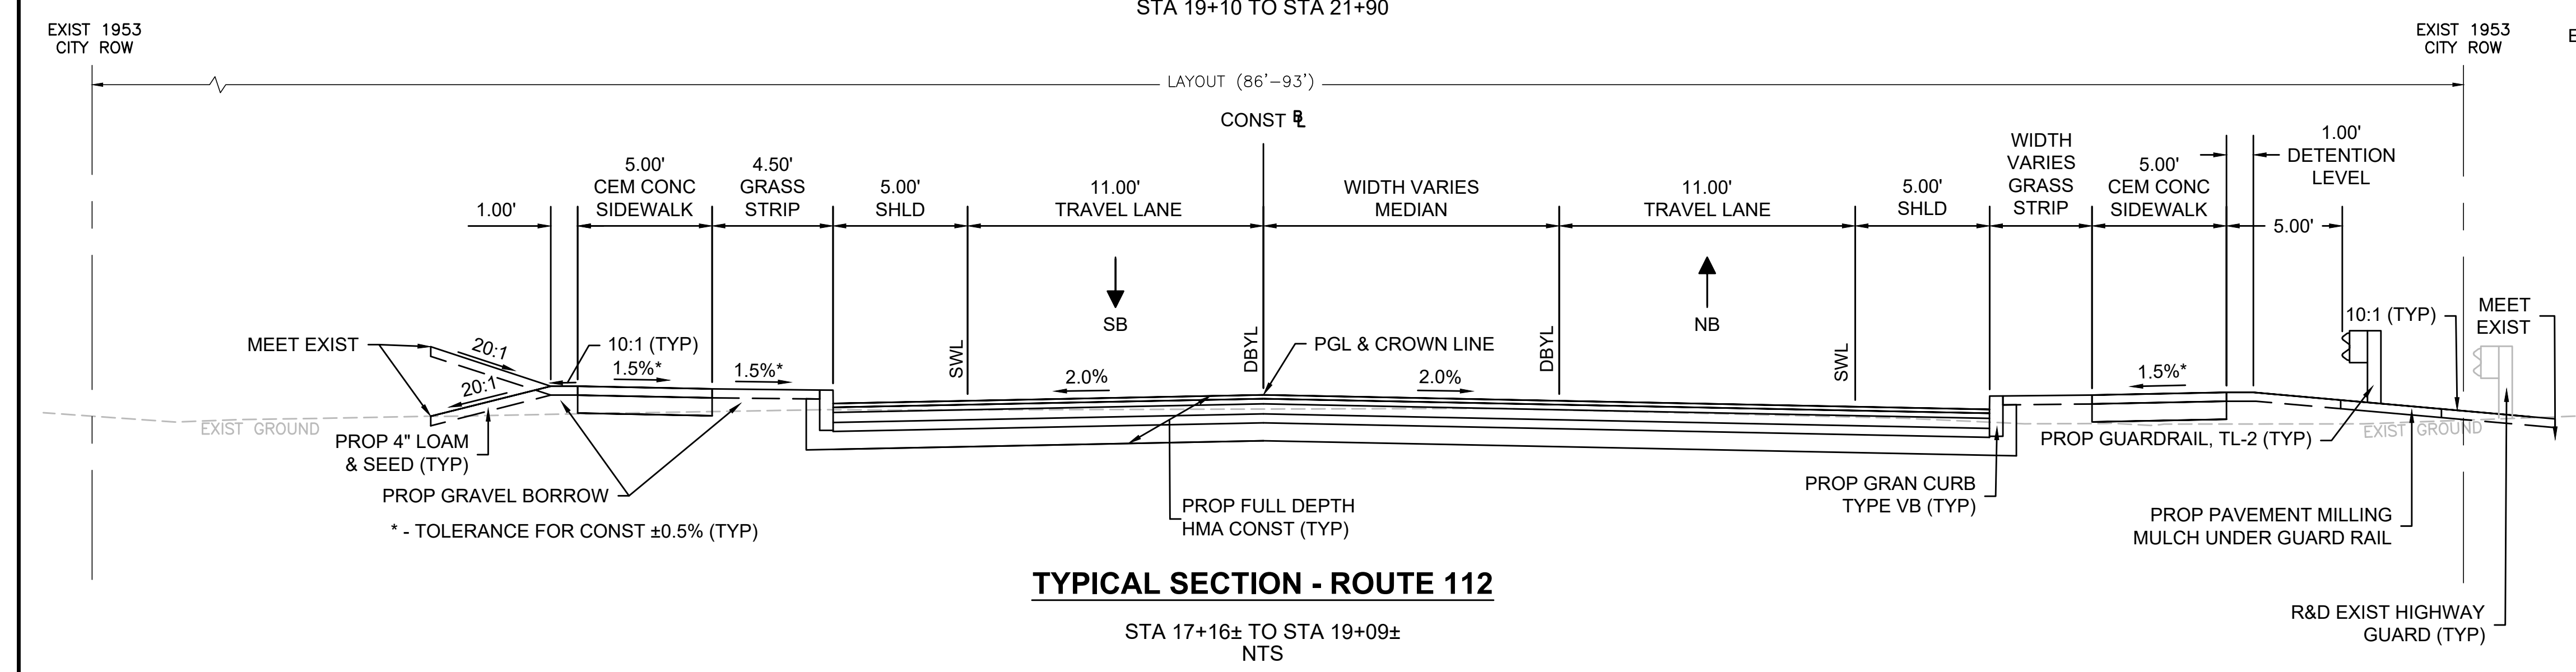 STA 19+10 TO STA 21+90
EXIST 1953
CITY ROW
EXIST 1953
CITY ROW
LAYOUT (86'-93')
CONST
1.00'
5.00'
CEM CONC
SIDEWALK
4.50'
GRASS
STRIP
5.00'
SHLD
11.00'
TRAVEL LANE
WIDTH VARIES
MEDIAN
11.00'
TRAVEL LANE
5.00'
SHLD
WIDTH
VARIES
GRASS
STRIP
5.00'
CEM CONC
SIDEWALK
1.00'
DETENTION
LEVEL
5.00'
SB
NB
SWL
DBYL
DBYL
SWL
MEET EXIST
20:1
20:1
10:1 (TYP)
1.5%*
1.5%*
2.0%
PGL & CROWN LINE
2.0%
1.5%*
10:1 (TYP)
MEET
EXIST
EXIST GROUND
EXIST GROUND
PROP 4" LOAM
& SEED (TYP)
PROP GRAVEL BORROW
* - TOLERANCE FOR CONST ±0.5% (TYP)
PROP FULL DEPTH
HMA CONST (TYP)
PROP GRAN CURB
TYPE VB (TYP)
PROP GUARDRAIL, TL-2 (TYP)
PROP PAVEMENT MILLING
MULCH UNDER GUARD RAIL
R&D EXIST HIGHWAY
GUARD (TYP)
TYPICAL SECTION - ROUTE 112
STA 17+16± TO STA 19+09±
NTS